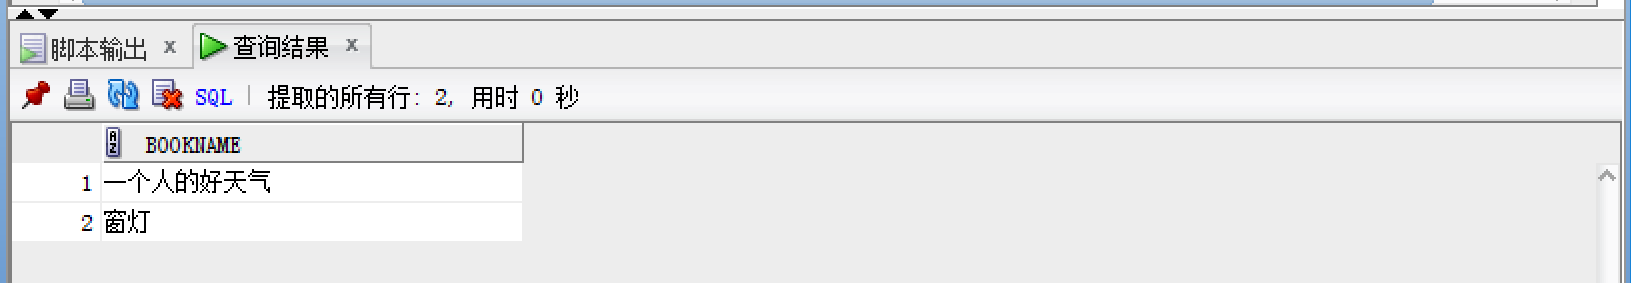 脚本输出 x 查询结果 x
SQL | 提取的所有行: 2, 用时 0 秒
BOOKNAME
1 一个人的好天气
2 窗灯